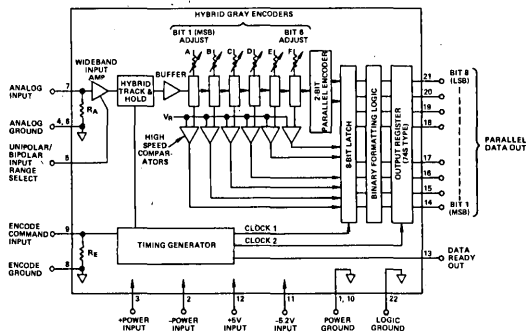 HYBRID GRAY ENCODERS
BIT 1 (MSB)
ADJUST
BIT 6
ADJUST
A
B
C
D
E
F
WIDEBAND INPUT
AMP
ANALOG
INPUT
7
HYBRID
TRACK &
HOLD
BUFFER
2-BIT
PARALLEL ENCODER
8-BIT LATCH
BINARY FORMATTING LOGIC
OUTPUT REGISTER
(74S TYPE)
21
BIT 8
(LSB)
20
19
18
17
16
15
14
BIT 1
(MSB)
PARALLEL
DATA OUT
RA
ANALOG
GROUND
4, 6
VR
HIGH
SPEED
COMPAR-
ATORS
UNIPOLAR/
BIPOLAR
INPUT
RANGE
SELECT
5
ENCODE
COMMAND
INPUT
9
RE
ENCODE
GROUND
8
TIMING GENERATOR
CLOCK 1
CLOCK 2
13
DATA
READY
OUT
3
2
12
11
1, 10
22
+POWER
INPUT
-POWER
INPUT
+5V
INPUT
-5.2V
INPUT
POWER
GROUND
LOGIC
GROUND